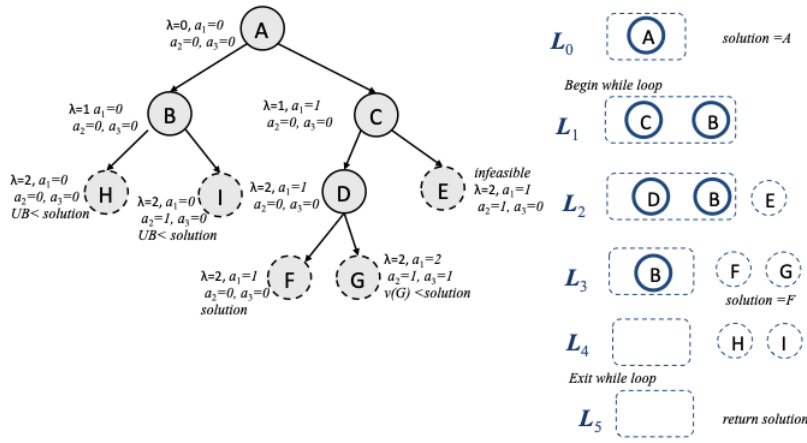 λ=0, a₁=0
a₂=0, a₃=0
A
λ=1 a₁=0
a₂=0, a₃=0
B
λ=1, a₁=1
a₂=0, a₃=0
C
λ=2, a₁=0
a₂=0, a₃=0
UB< solution
H
λ=2, a₁=0
a₂=1, a₃=0
UB< solution
I
λ=2, a₁=1
a₂=0, a₃=0
D
E
infeasible
λ=2, a₁=1
a₂=1, a₃=0
λ=2, a₁=1
a₂=0, a₃=0
solution
F
G
λ=2, a₁=2
a₂=1, a₃=1
v(G) <solution
L₀ A solution =A
Begin while loop
L₁ C B
L₂ D B E
L₃ B F G
solution =F
L₄ H I
Exit while loop
L₅ return solution